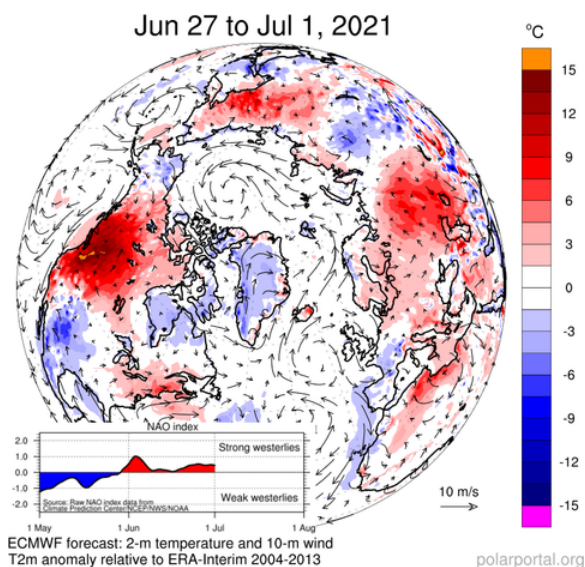 Jun 27 to Jul 1, 2021
°C
15
12
9
6
3
0
-3
-6
-9
-12
-15
NAO index
2.0
1.0
0.0
-1.0
-2.0
Strong westerlies
Weak westerlies
Source: Raw NAO index data from
Climate Prediction Center/NCEP/NWS/NOAA
1 May
1 Jun
1 Jul
1 Aug
10 m/s
ECMWF forecast: 2-m temperature and 10-m wind
T2m anomaly relative to ERA-Interim 2004-2013
polarportal.org